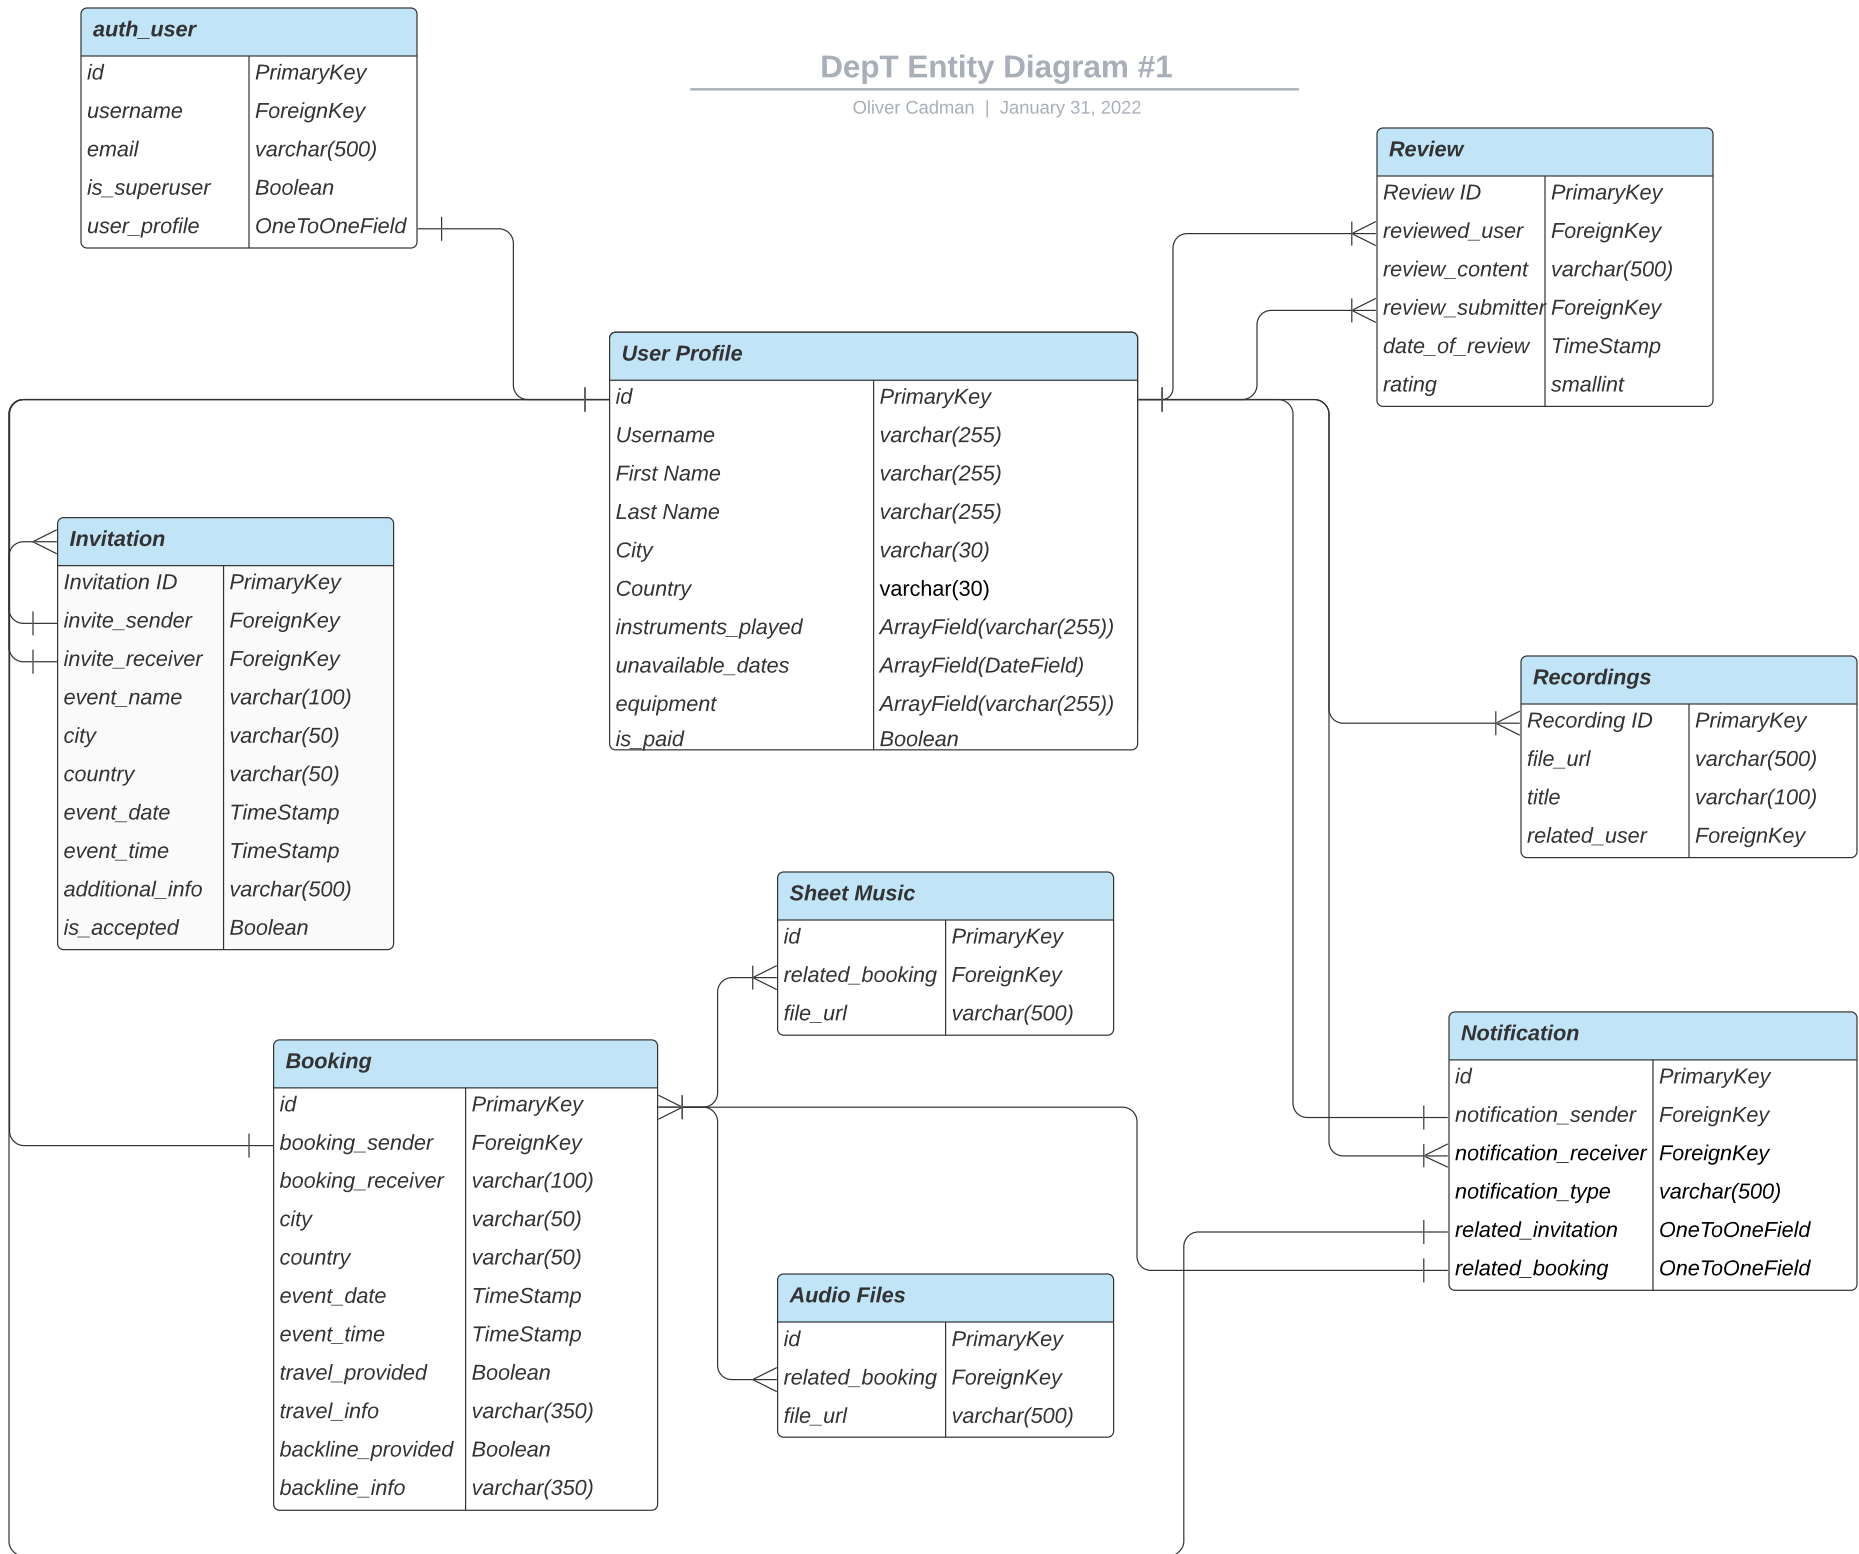 DepT Entity Diagram #1
Oliver Cadman | January 31, 2022
auth_user
id PrimaryKey
username ForeignKey
email varchar(500)
is_superuser Boolean
user_profile OneToOneField
Review
Review ID PrimaryKey
reviewed_user ForeignKey
review_content varchar(500)
review_submitter ForeignKey
date_of_review TimeStamp
rating smallint
User Profile
id PrimaryKey
Username varchar(255)
First Name varchar(255)
Last Name varchar(255)
City varchar(30)
Country varchar(30)
instruments_played ArrayField(varchar(255))
unavailable_dates ArrayField(DateField)
equipment ArrayField(varchar(255))
is_paid Boolean
Invitation
Invitation ID PrimaryKey
invite_sender ForeignKey
invite_receiver ForeignKey
event_name varchar(100)
city varchar(50)
country varchar(50)
event_date TimeStamp
event_time TimeStamp
additional_info varchar(500)
is_accepted Boolean
Recordings
Recording ID PrimaryKey
file_url varchar(500)
title varchar(100)
related_user ForeignKey
Sheet Music
id PrimaryKey
related_booking ForeignKey
file_url varchar(500)
Notification
id PrimaryKey
notification_sender ForeignKey
notification_receiver ForeignKey
notification_type varchar(500)
related_invitation OneToOneField
related_booking OneToOneField
Booking
id PrimaryKey
booking_sender ForeignKey
booking_receiver varchar(100)
city varchar(50)
country varchar(50)
event_date TimeStamp
event_time TimeStamp
travel_provided Boolean
travel_info varchar(350)
backline_provided Boolean
backline_info varchar(350)
Audio Files
id PrimaryKey
related_booking ForeignKey
file_url varchar(500)